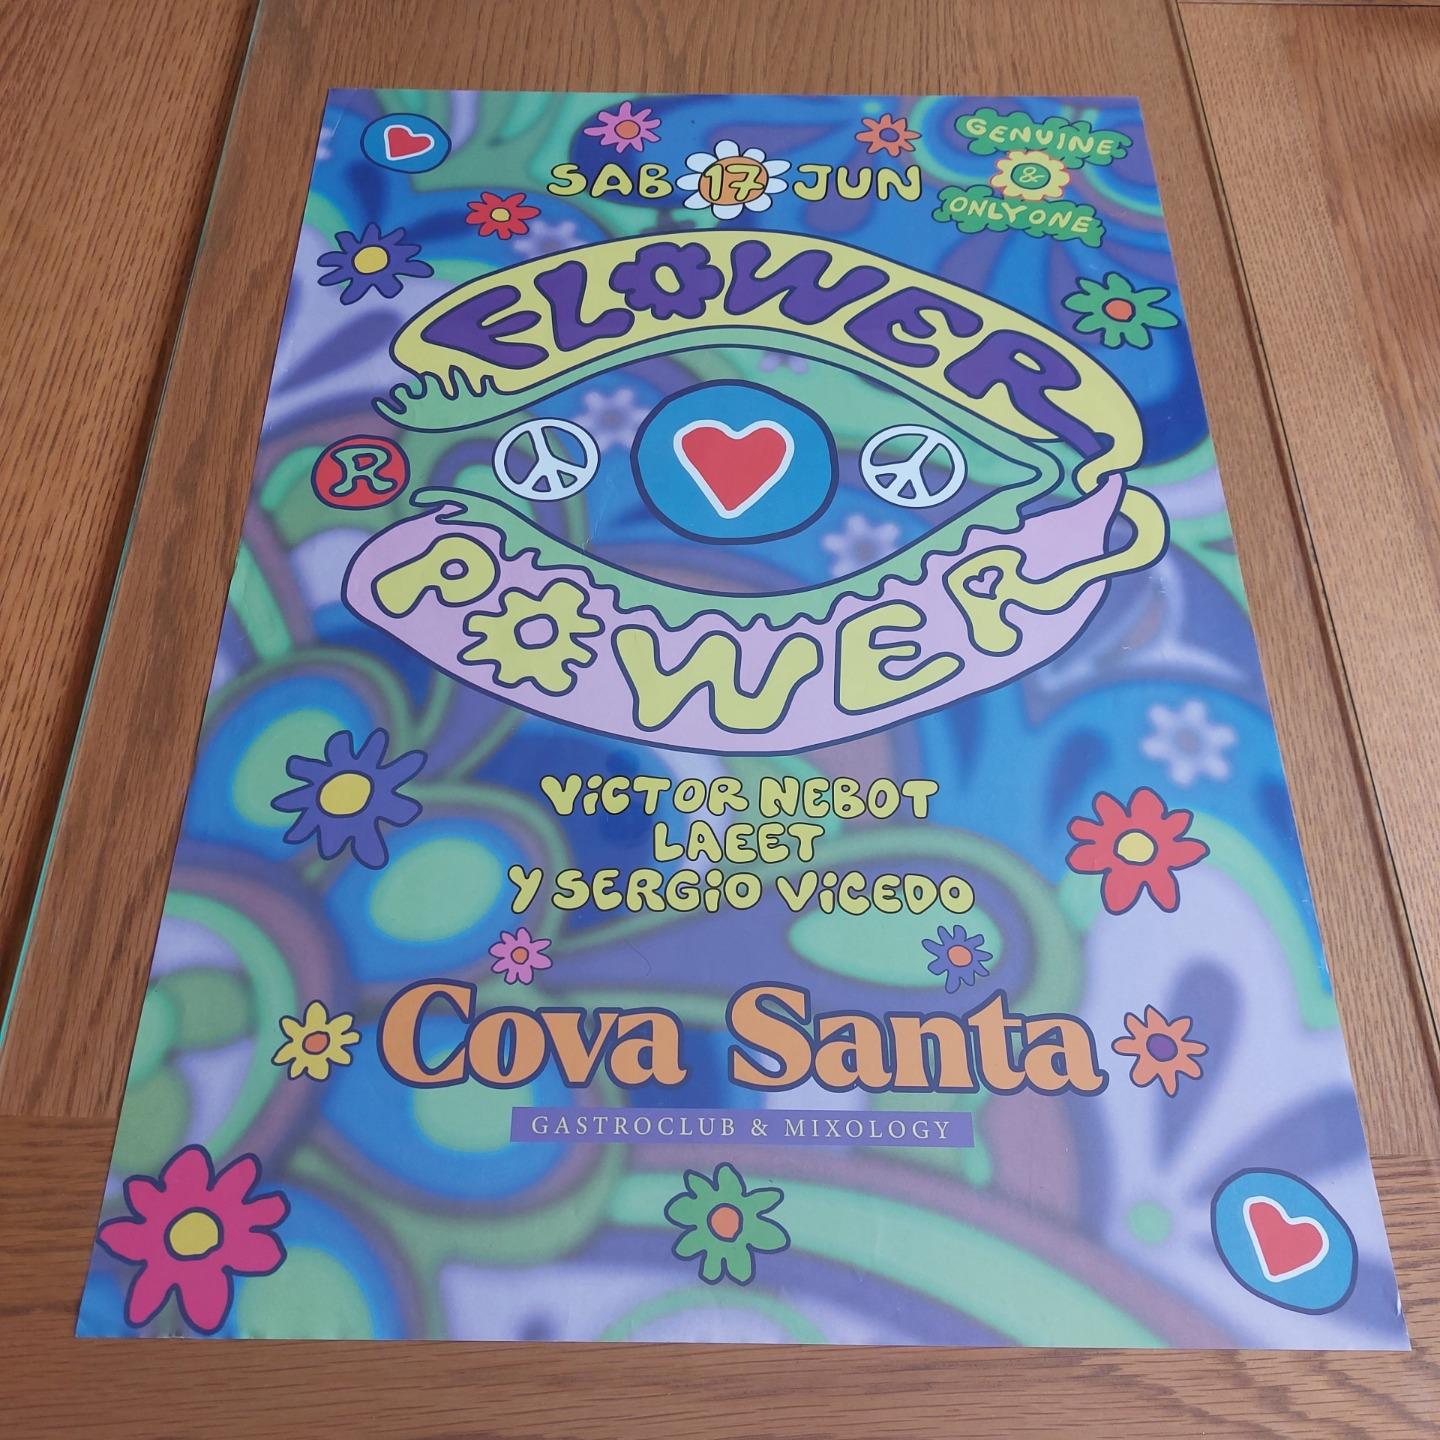 SAB 17 JUN
GENUINE
&
ONLY ONE
FLOWER
R
POWER
VICTOR NEBOT
LAEET
Y SERGIO VICEDO
Cova Santa
GASTROCLUB & MIXOLOGY